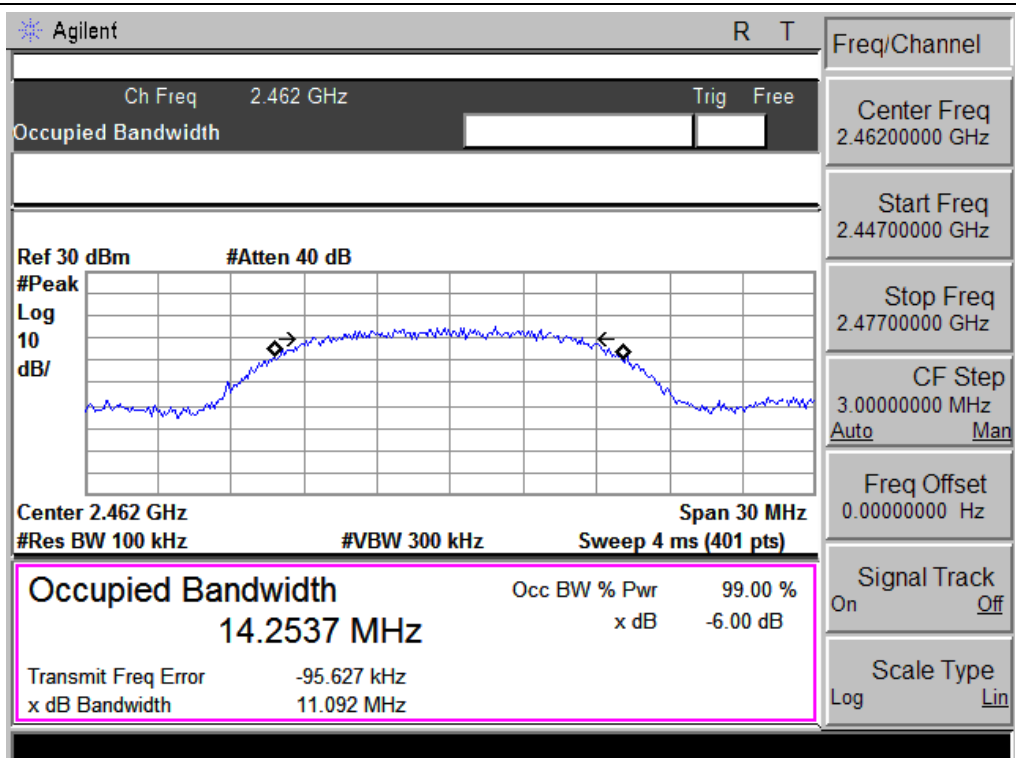 Agilent R T
Ch Freq 2.462 GHz Trig Free
Occupied Bandwidth
Ref 30 dBm #Atten 40 dB
#Peak
Log
10
dB/
Center 2.462 GHz Span 30 MHz
#Res BW 100 kHz #VBW 300 kHz Sweep 4 ms (401 pts)
Occupied Bandwidth Occ BW % Pwr 99.00 %
14.2537 MHz x dB -6.00 dB
Transmit Freq Error -95.627 kHz
x dB Bandwidth 11.092 MHz
Freq/Channel
Center Freq
2.46200000 GHz
Start Freq
2.44700000 GHz
Stop Freq
2.47700000 GHz
CF Step
3.00000000 MHz
Auto Man
Freq Offset
0.00000000 Hz
Signal Track
On Off
Scale Type
Log Lin